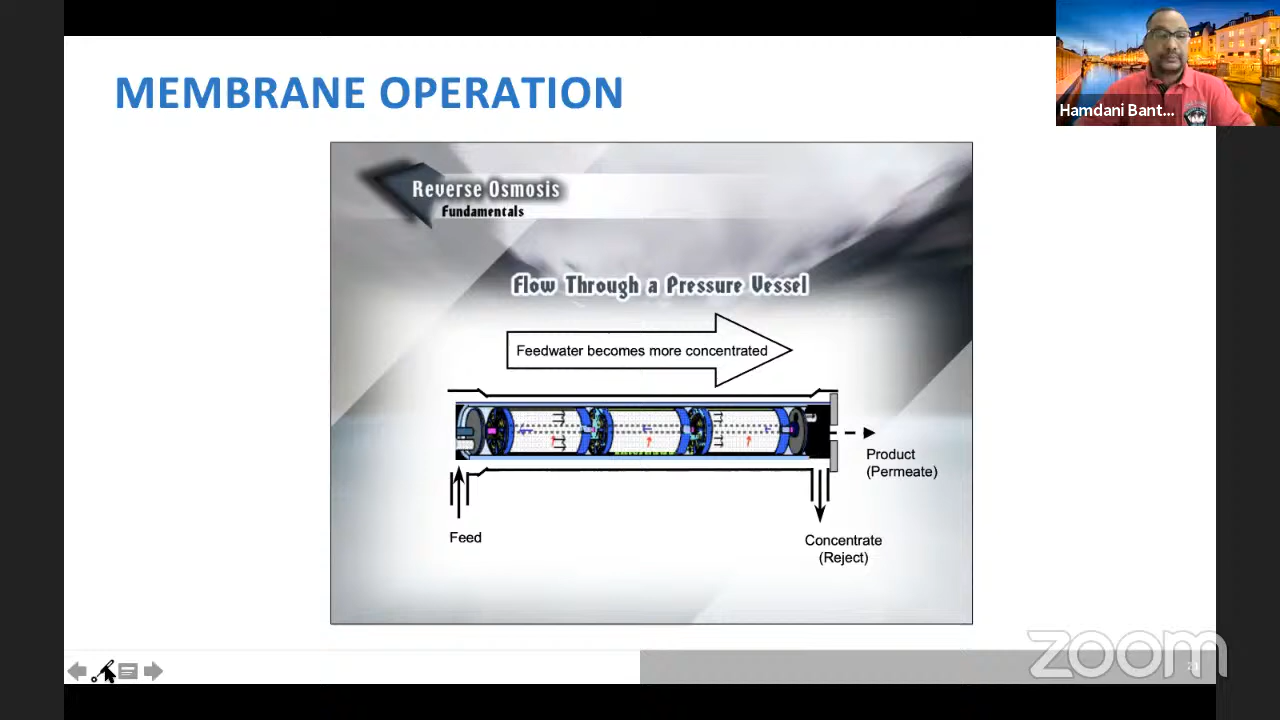 MEMBRANE OPERATION
Hamdani Bant...
Reverse Osmosis
Fundamentals
Flow Through a Pressure Vessel
Feedwater becomes more concentrated
Product
(Permeate)
Feed
Concentrate
(Reject)
zoom